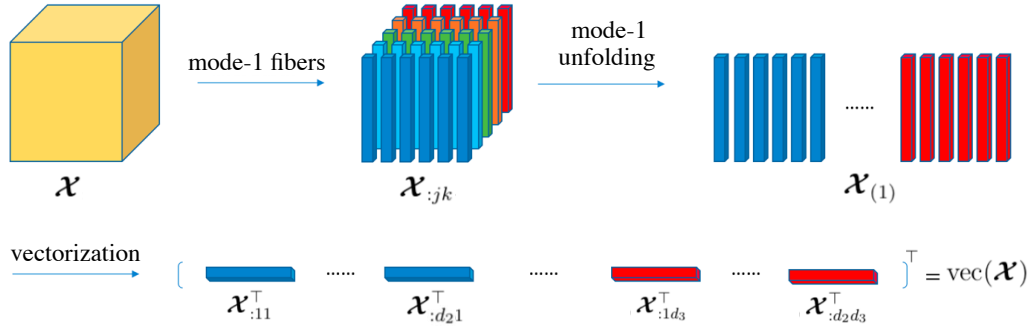 mode-1 fibers
mode-1
unfolding
......
𝓧
𝓧:jk
𝓧(1)
vectorization
[ ...... ...... ...... ]⊤ = vec(𝓧)
𝓧⊤:11 𝓧⊤:d₂1 𝓧⊤:1d₃ 𝓧⊤:d₂d₃